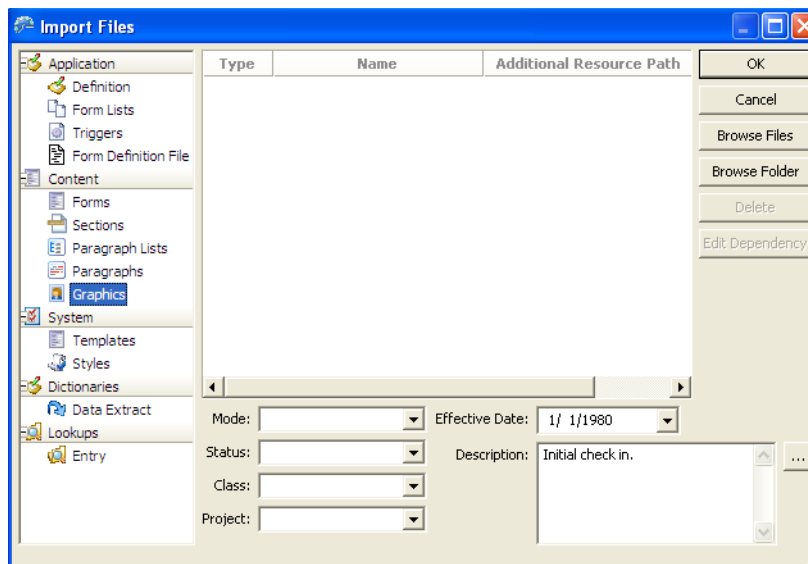 Import Files
Application
Definition
Form Lists
Triggers
Form Definition File
Content
Forms
Sections
Paragraph Lists
Paragraphs
Graphics
System
Templates
Styles
Dictionaries
Data Extract
Lookups
Entry
Type Name Additional Resource Path
OK
Cancel
Browse Files
Browse Folder
Delete
Edit Dependency
Mode: Effective Date: 1/ 1/1980
Status: Description: Initial check in.
...
Class:
Project: